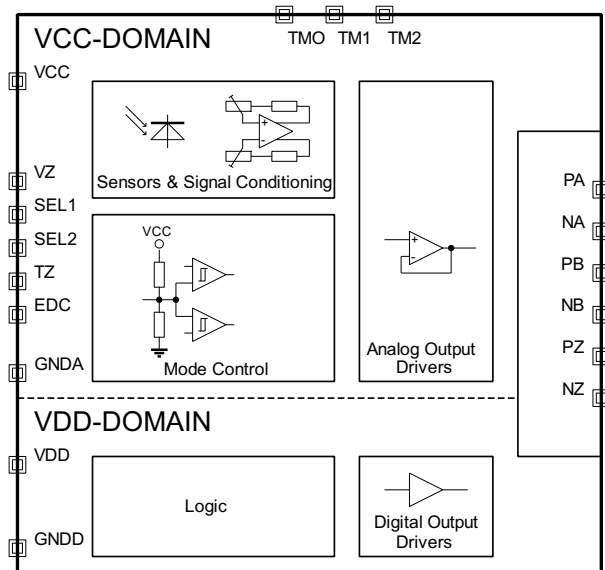 TM0 TM1 TM2
VCC-DOMAIN
VCC
VZ
SEL1
SEL2
TZ
EDC
GNDA
Sensors & Signal Conditioning
VCC
Mode Control
Analog Output
Drivers
PA
NA
PB
NB
PZ
NZ
VDD-DOMAIN
VDD
GNDD
Logic
Digital Output
Drivers